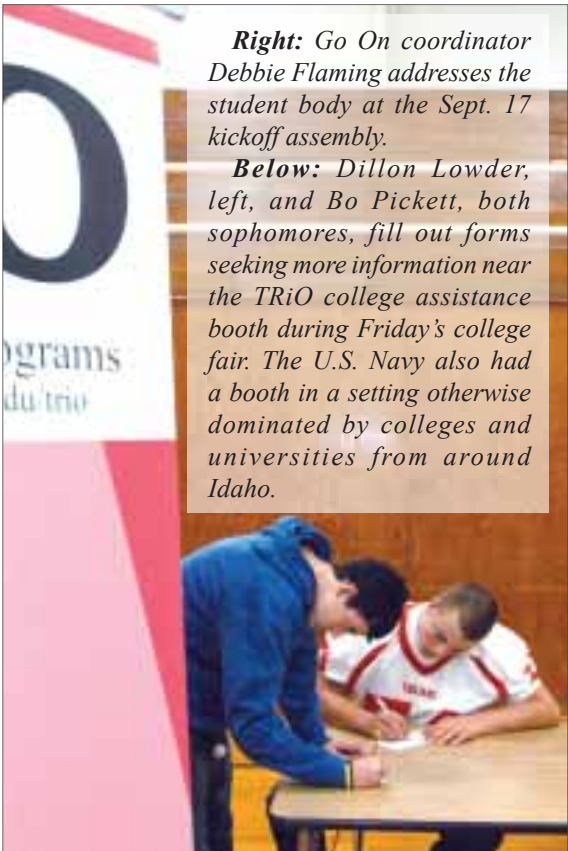 Right: Go On coordinator
Debbie Flaming addresses the
student body at the Sept. 17
kickoff assembly.
Below: Dillon Lowder,
left, and Bo Pickett, both
sophomores, fill out forms
seeking more information near
the TRiO college assistance
booth during Friday's college
fair. The U.S. Navy also had
a booth in a setting otherwise
dominated by colleges and
universities from around
Idaho.
O
ograms
du/trio